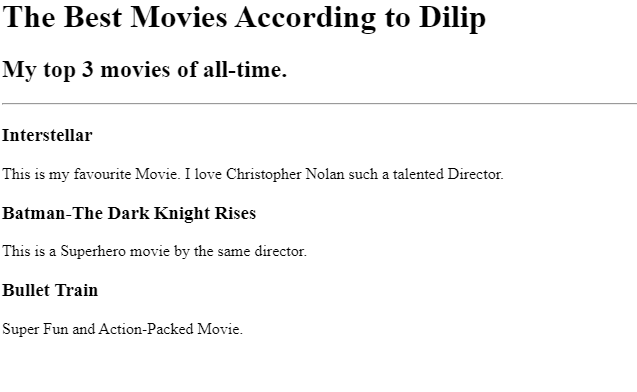 The Best Movies According to Dilip
My top 3 movies of all-time.
Interstellar
This is my favourite Movie. I love Christopher Nolan such a talented Director.
Batman-The Dark Knight Rises
This is a Superhero movie by the same director.
Bullet Train
Super Fun and Action-Packed Movie.